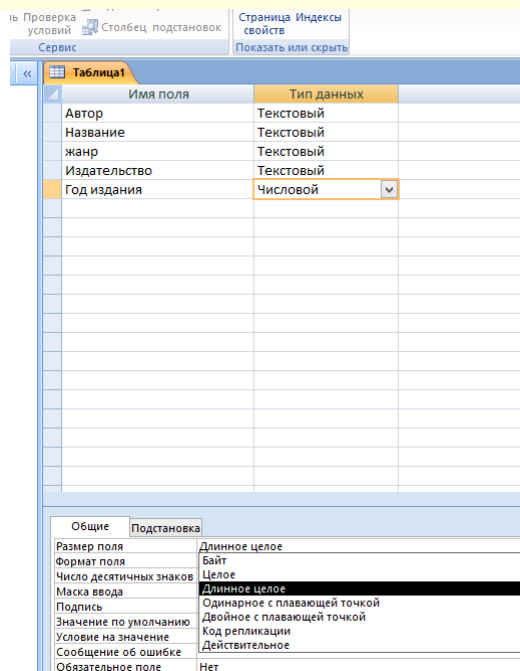 ь Проверка
условий
Столбец подстановок
Страница Индексы
свойств
Сервис
Показать или скрыть
«
Таблица1
Имя поля Тип данных
Автор Текстовый
Название Текстовый
жанр Текстовый
Издательство Текстовый
Год издания Числовой
Общие Подстановка
Размер поля Длинное целое
Формат поля Байт
Число десятичных знаков Целое
Маска ввода Длинное целое
Подпись Одинарное с плавающей точкой
Значение по умолчанию Двойное с плавающей точкой
Условие на значение Код репликации
Сообщение об ошибке Действительное
Обязательное поле Нет